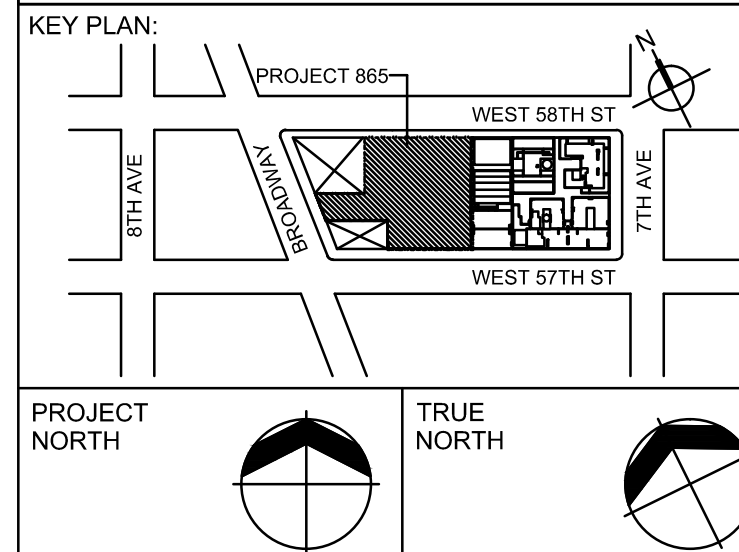 KEY PLAN:
N
PROJECT 865
WEST 58TH ST
8TH AVE
BROADWAY
7TH AVE
WEST 57TH ST
PROJECT
NORTH
TRUE
NORTH